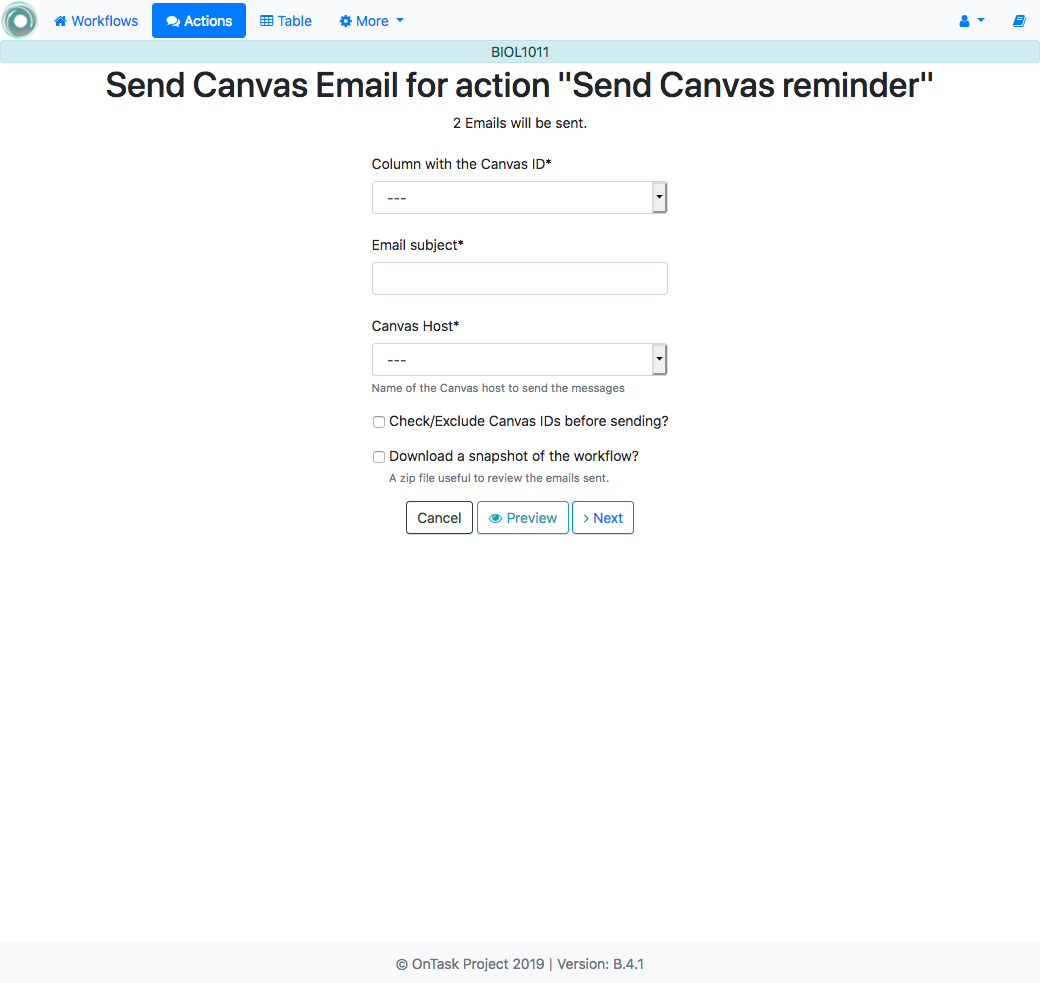 Workflows Actions Table More
BIOL1011
Send Canvas Email for action "Send Canvas reminder"
2 Emails will be sent.
Column with the Canvas ID*
---
Email subject*
Canvas Host*
---
Name of the Canvas host to send the messages
Check/Exclude Canvas IDs before sending?
Download a snapshot of the workflow?
A zip file useful to review the emails sent.
Cancel Preview Next
© OnTask Project 2019 | Version: B.4.1